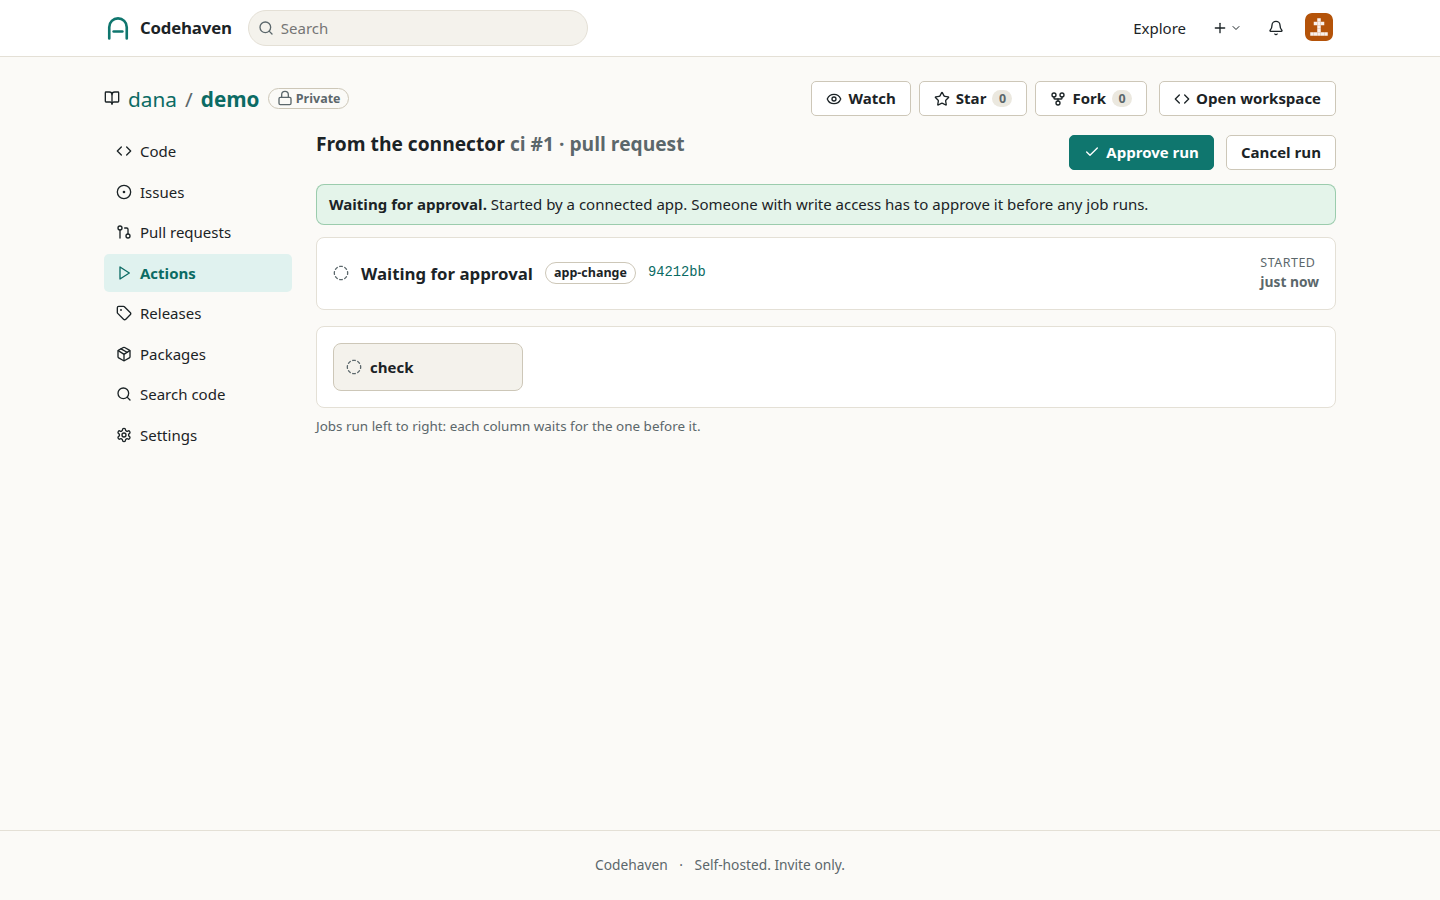 Codehaven
Search
Explore
dana / demo Private
Watch
Star 0
Fork 0
Open workspace
Code
Issues
Pull requests
Actions
Releases
Packages
Search code
Settings
From the connector ci #1 · pull request
Approve run
Cancel run
Waiting for approval. Started by a connected app. Someone with write access has to approve it before any job runs.
Waiting for approval app-change 94212bb
STARTED
just now
check
Jobs run left to right: each column waits for the one before it.
Codehaven · Self-hosted. Invite only.